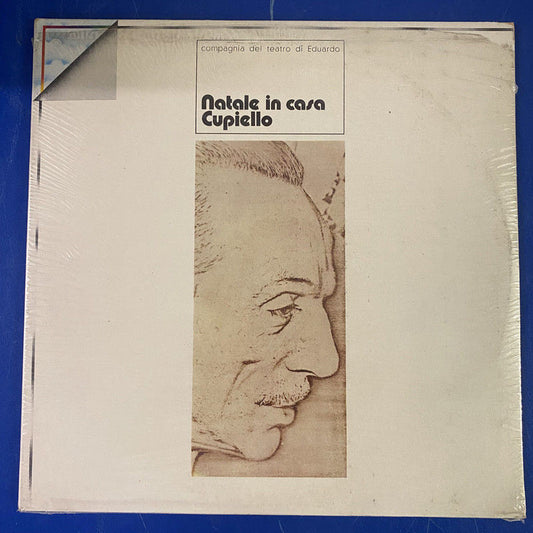 compagnia del teatro di Eduardo
Natale in casa
Cupiello